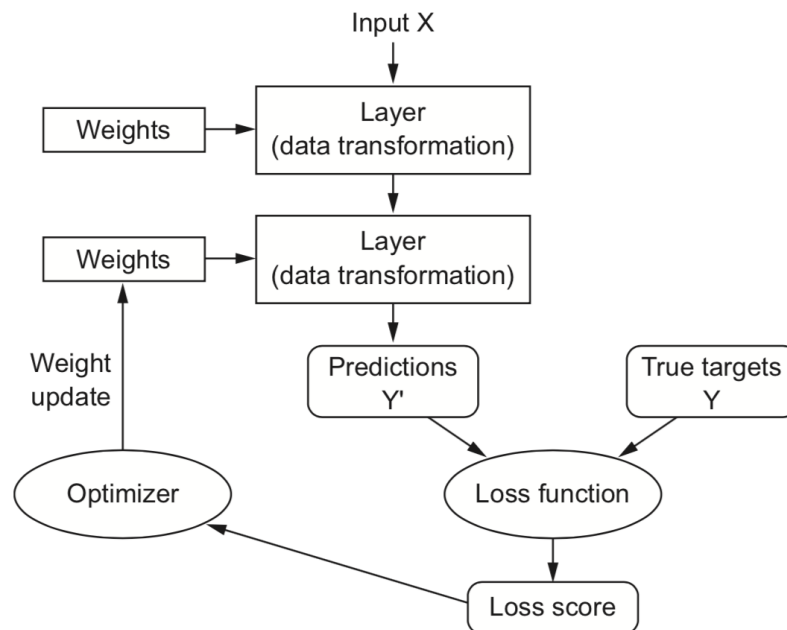 Input X
Weights
Layer
(data transformation)
Weights
Layer
(data transformation)
Weight
update
Predictions
Y'
True targets
Y
Optimizer
Loss function
Loss score